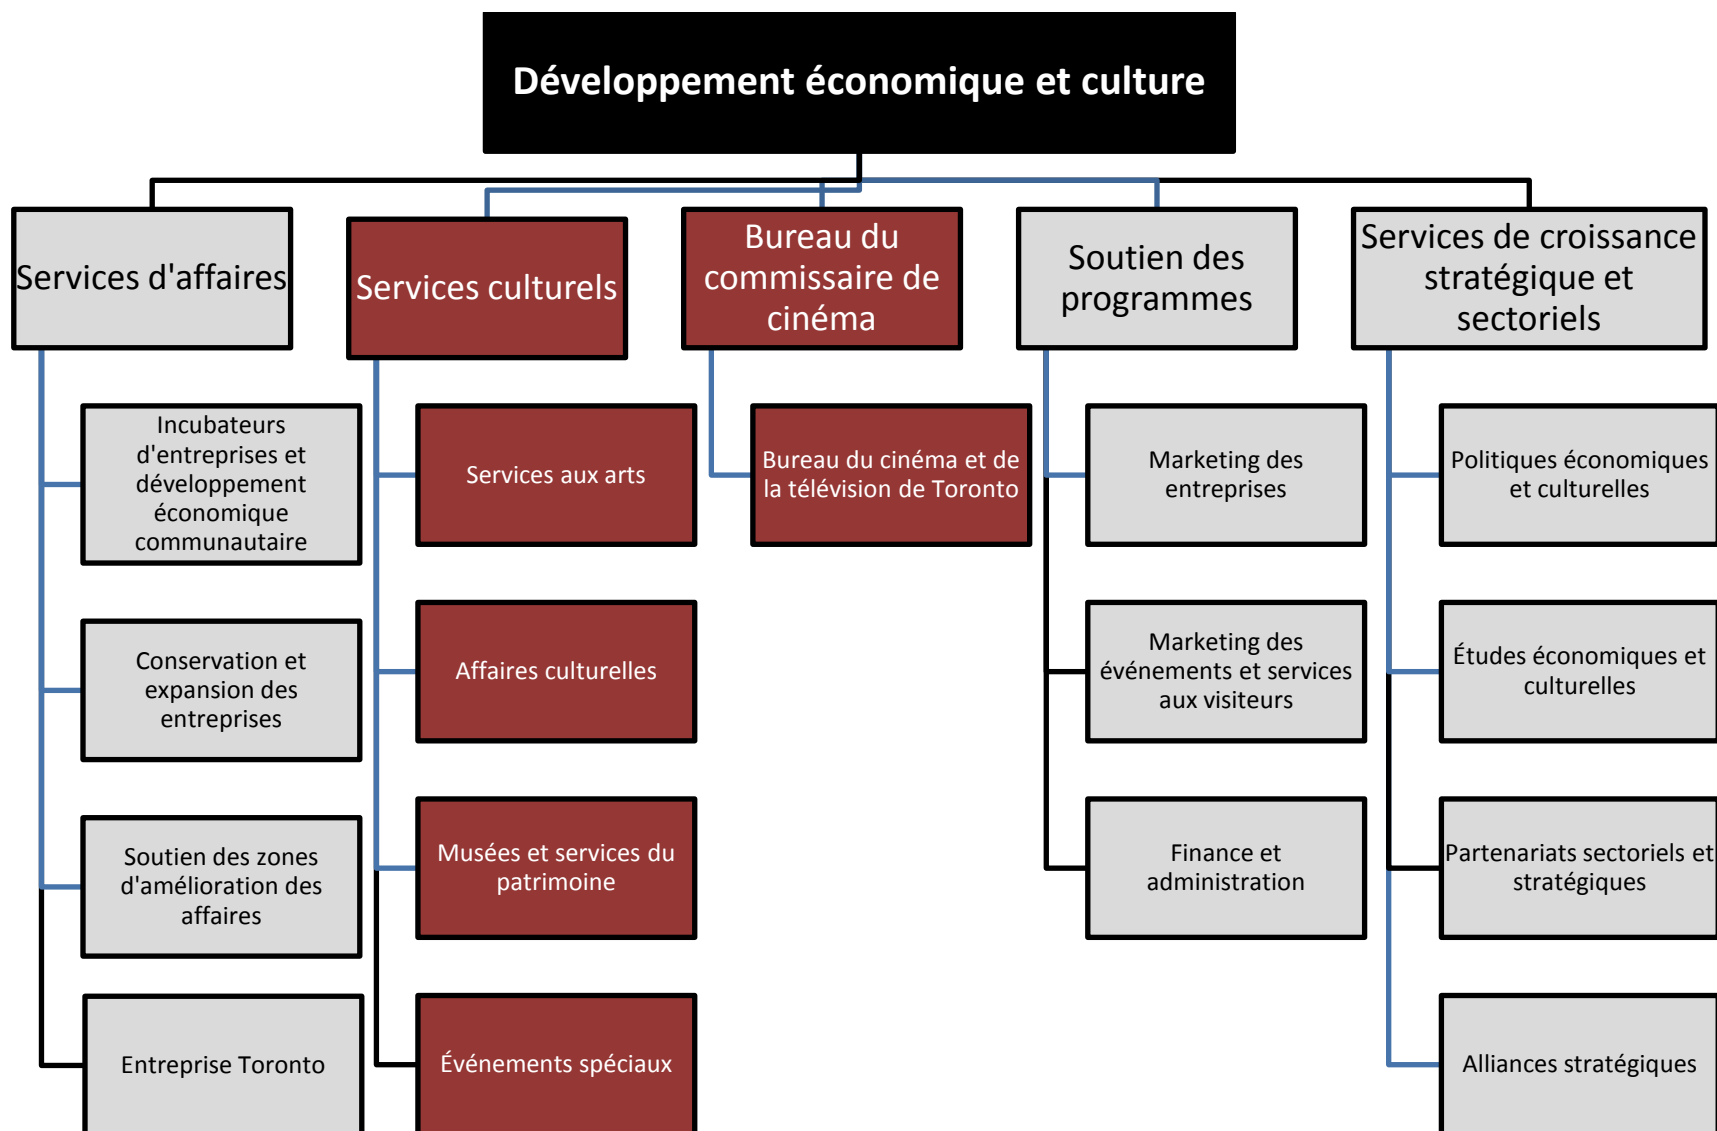 Développement économique et culture
Services d'affaires
Incubateurs
d'entreprises et
développement
économique
communautaire
Conservation et
expansion des
entreprises
Soutien des zones
d'amélioration des
affaires
Entreprise Toronto
Services culturels
Services aux arts
Affaires culturelles
Musées et services du
patrimoine
Événements spéciaux
Bureau du
commissaire de
cinéma
Bureau du cinéma et de
la télévision de Toronto
Soutien des
programmes
Marketing des
entreprises
Marketing des
événements et services
aux visiteurs
Finance et
administration
Services de croissance
stratégique et
sectoriels
Politiques économiques
et culturelles
Études économiques et
culturelles
Partenariats sectoriels et
stratégiques
Alliances stratégiques